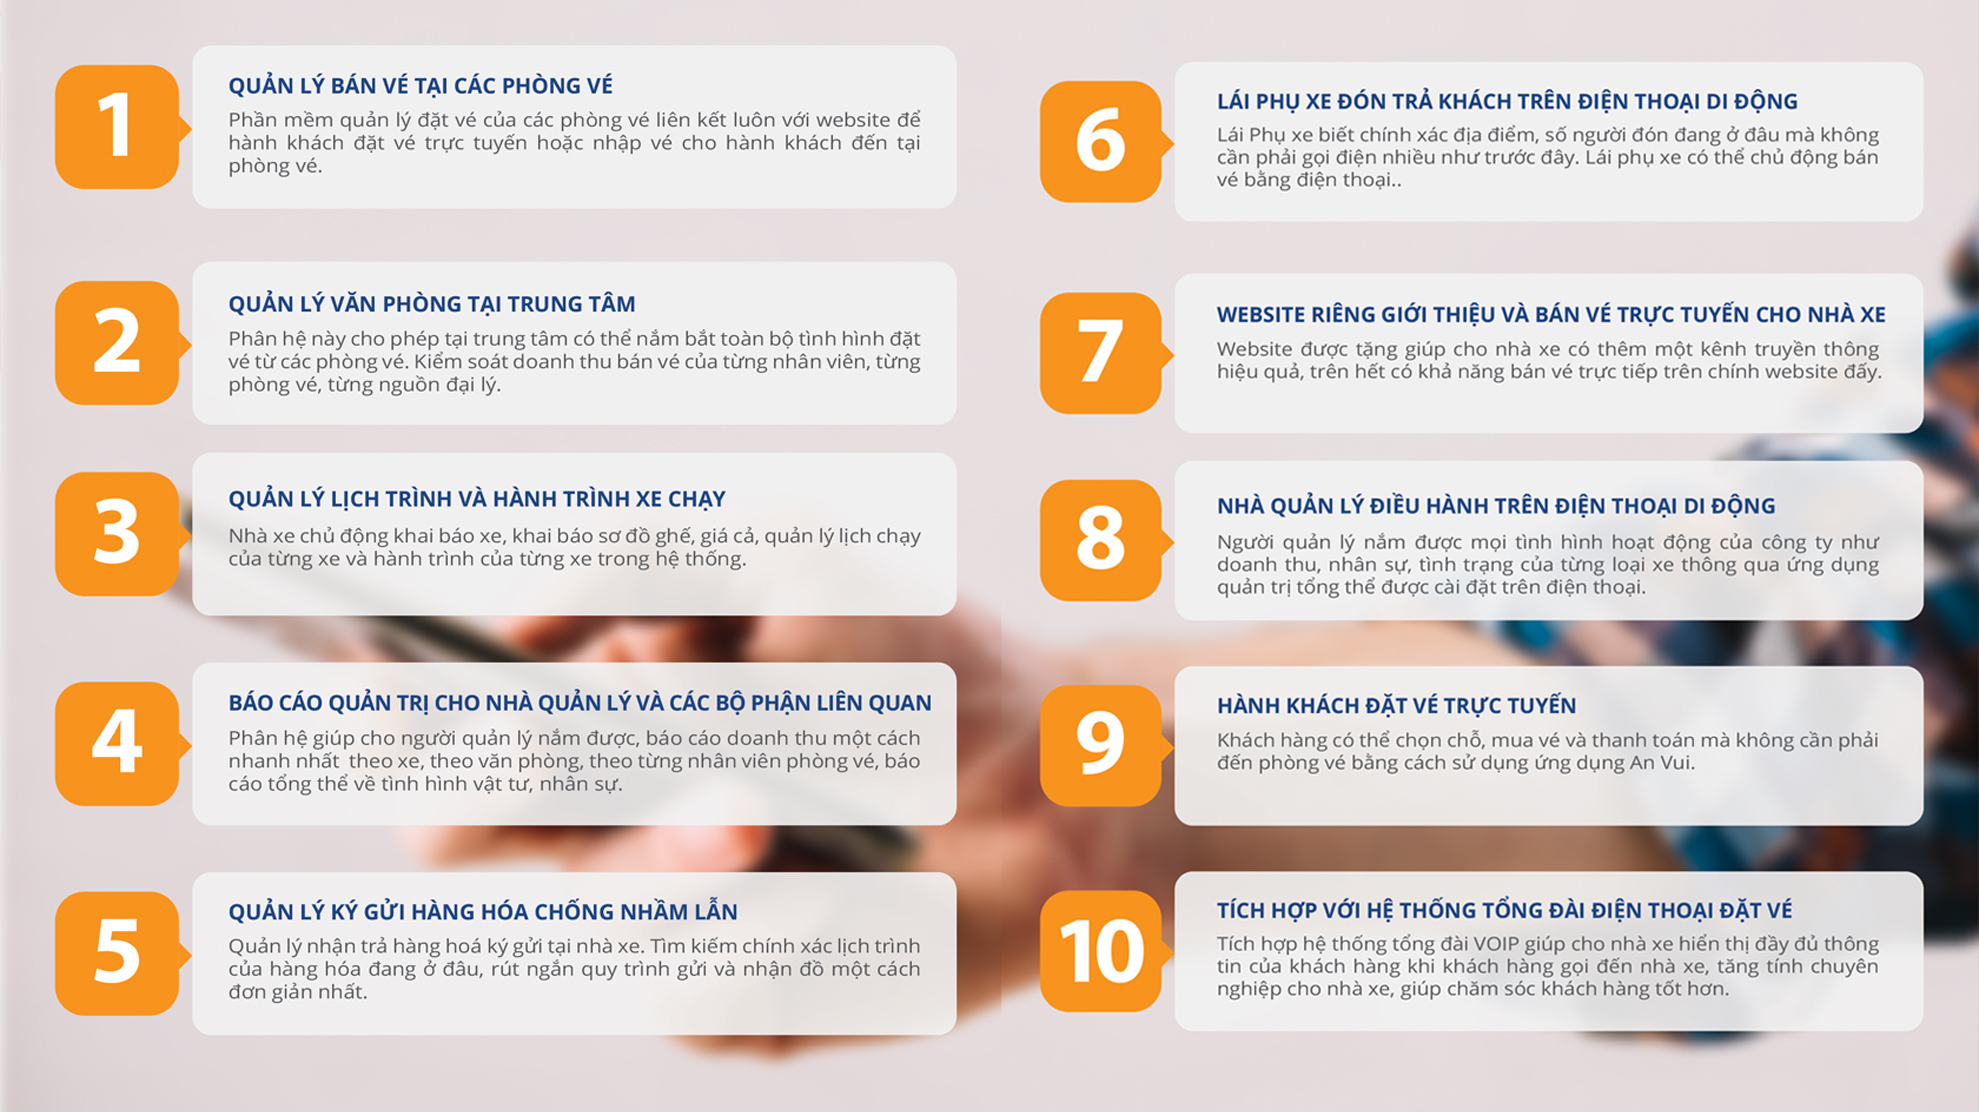 1
QUẢN LÝ BÁN VÉ TẠI CÁC PHÒNG VÉ
Phần mềm quản lý đặt vé của các phòng vé liên kết luôn với website để
hành khách đặt vé trực tuyến hoặc nhập vé cho hành khách đến tại
phòng vé.
2
QUẢN LÝ VĂN PHÒNG TẠI TRUNG TÂM
Phân hệ này cho phép tại trung tâm có thể nắm bắt toàn bộ tình hình đặt
vé từ các phòng vé. Kiểm soát doanh thu bán vé của từng nhân viên, từng
phòng vé, từng nguồn đại lý.
3
QUẢN LÝ LỊCH TRÌNH VÀ HÀNH TRÌNH XE CHẠY
Nhà xe chủ động khai báo xe, khai báo sơ đồ ghế, giá cả, quản lý lịch chạy
của từng xe và hành trình của từng xe trong hệ thống.
4
BÁO CÁO QUẢN TRỊ CHO NHÀ QUẢN LÝ VÀ CÁC BỘ PHẬN LIÊN QUAN
Phân hệ giúp cho người quản lý nắm được, báo cáo doanh thu một cách
nhanh nhất theo xe, theo văn phòng, theo từng nhân viên phòng vé, báo
cáo tổng thể về tình hình vật tư, nhân sự.
5
QUẢN LÝ KÝ GỬI HÀNG HÓA CHỐNG NHẦM LẪN
Quản lý nhận trả hàng hoá ký gửi tại nhà xe. Tìm kiếm chính xác lịch trình
của hàng hóa đang ở đâu, rút ngắn quy trình gửi và nhận đồ một cách
đơn giản nhất.
6
LÁI PHỤ XE ĐÓN TRẢ KHÁCH TRÊN ĐIỆN THOẠI DI ĐỘNG
Lái Phụ xe biết chính xác địa điểm, số người đón đang ở đâu mà không
cần phải gọi điện nhiều như trước đây. Lái phụ xe có thể chủ động bán
vé bằng điện thoại..
7
WEBSITE RIÊNG GIỚI THIỆU VÀ BÁN VÉ TRỰC TUYẾN CHO NHÀ XE
Website được tặng giúp cho nhà xe có thêm một kênh truyền thông
hiệu quả, trên hết có khả năng bán vé trực tiếp trên chính website đấy.
8
NHÀ QUẢN LÝ ĐIỀU HÀNH TRÊN ĐIỆN THOẠI DI ĐỘNG
Người quản lý nắm được mọi tình hình hoạt động của công ty như
doanh thu, nhân sự, tình trạng của từng loại xe thông qua ứng dụng
quản trị tổng thể được cài đặt trên điện thoại.
9
HÀNH KHÁCH ĐẶT VÉ TRỰC TUYẾN
Khách hàng có thể chọn chỗ, mua vé và thanh toán mà không cần phải
đến phòng vé bằng cách sử dụng ứng dụng An Vui.
10
TÍCH HỢP VỚI HỆ THỐNG TỔNG ĐÀI ĐIỆN THOẠI ĐẶT VÉ
Tích hợp hệ thống tổng đài VOIP giúp cho nhà xe hiển thị đầy đủ thông
tin của khách hàng khi khách hàng gọi đến nhà xe, tăng tính chuyên
nghiệp cho nhà xe, giúp chăm sóc khách hàng tốt hơn.